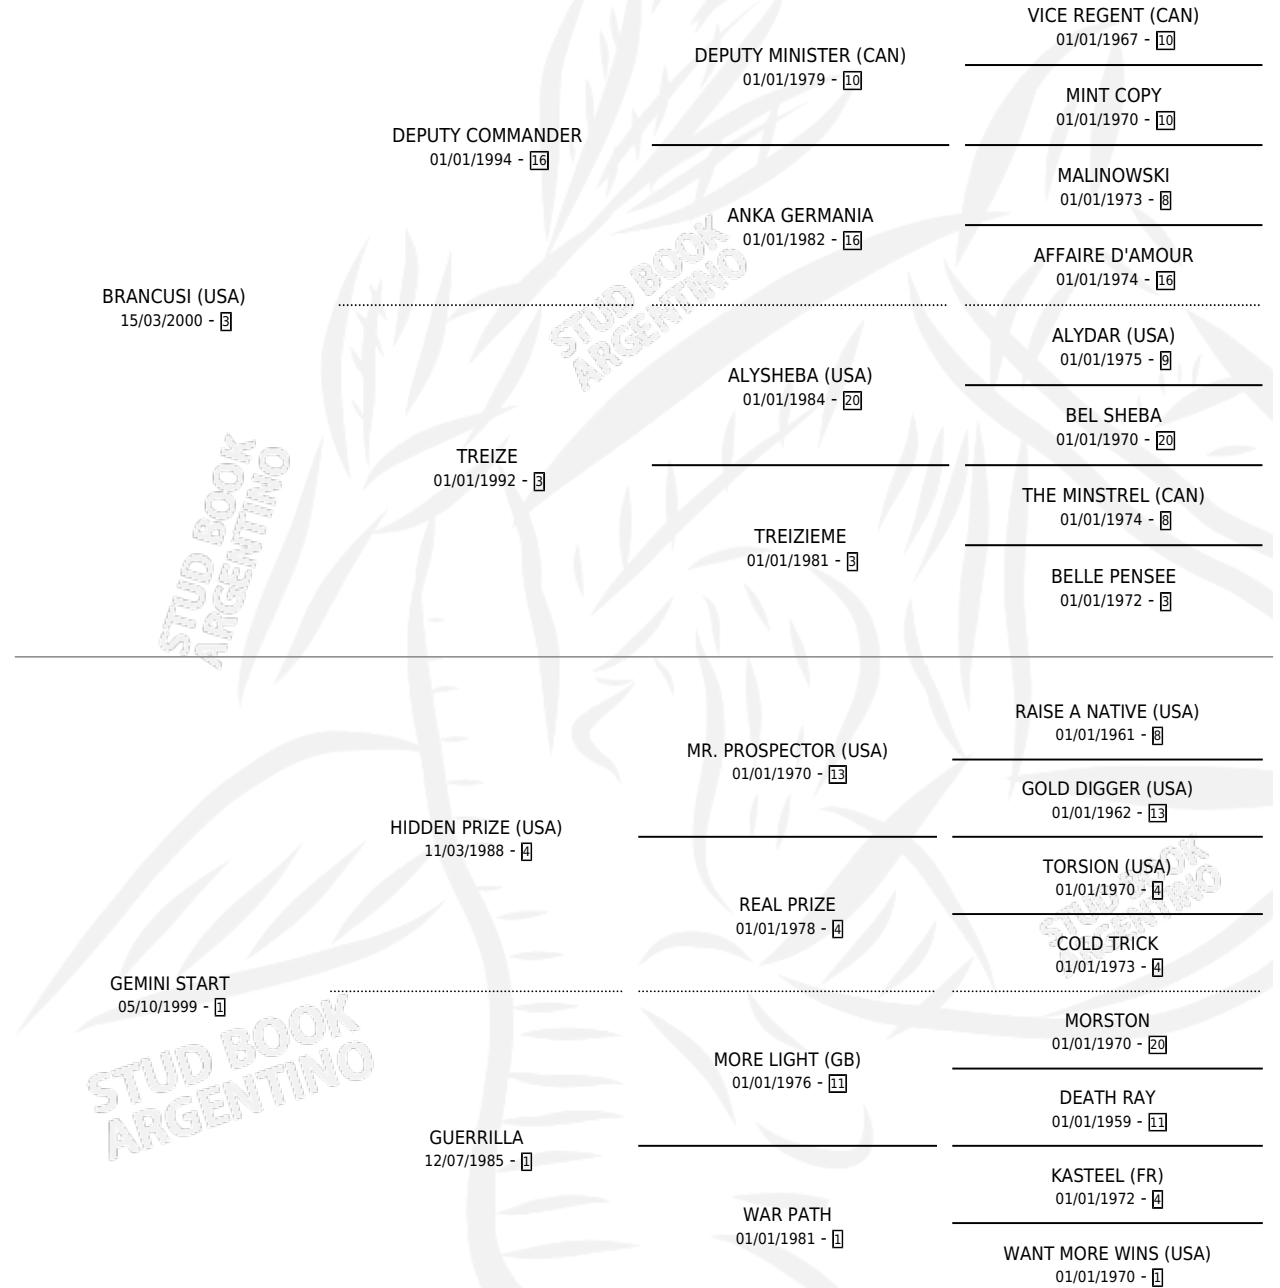 VICE REGENT (CAN)
01/01/1967 - 10
DEPUTY MINISTER (CAN)
01/01/1979 - 10
MINT COPY
01/01/1970 - 10
DEPUTY COMMANDER
01/01/1994 - 16
MALINOWSKI
01/01/1973 - 8
ANKA GERMANIA
01/01/1982 - 16
AFFAIRE D'AMOUR
01/01/1974 - 16
BRANCUSI (USA)
15/03/2000 - 3
ALYDAR (USA)
01/01/1975 - 9
ALYSHEBA (USA)
01/01/1984 - 20
BEL SHEBA
01/01/1970 - 20
TREIZE
01/01/1992 - 3
THE MINSTREL (CAN)
01/01/1974 - 8
TREIZIEME
01/01/1981 - 3
BELLE PENSEE
01/01/1972 - 3
STUD BOOK
ARGENTINO
STUD BOOK
ARGENTINO
RAISE A NATIVE (USA)
01/01/1961 - 8
MR. PROSPECTOR (USA)
01/01/1970 - 13
GOLD DIGGER (USA)
01/01/1962 - 13
HIDDEN PRIZE (USA)
11/03/1988 - 4
TORSION (USA)
01/01/1970 - 4
REAL PRIZE
01/01/1978 - 4
COLD TRICK
01/01/1973 - 4
GEMINI START
05/10/1999 - 1
MORSTON
01/01/1970 - 20
MORE LIGHT (GB)
01/01/1976 - 11
DEATH RAY
01/01/1959 - 11
GUERRILLA
12/07/1985 - 1
KASTEEL (FR)
01/01/1972 - 4
WAR PATH
01/01/1981 - 1
WANT MORE WINS (USA)
01/01/1970 - 1
STUD BOOK
ARGENTINO
STUD BOOK
ARGENTINO